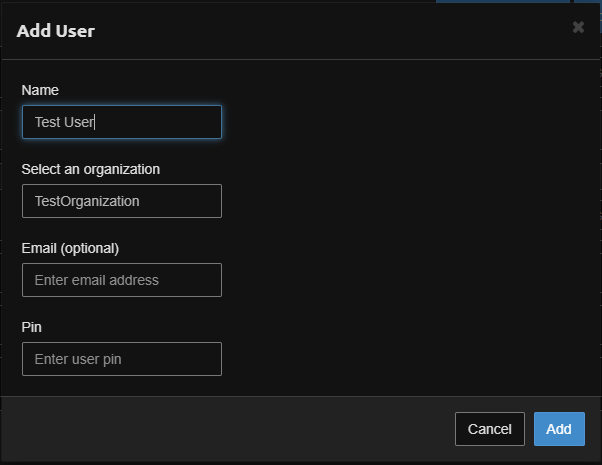 Add User
Name
Test User
Select an organization
TestOrganization
Email (optional)
Enter email address
Pin
Enter user pin
Cancel Add